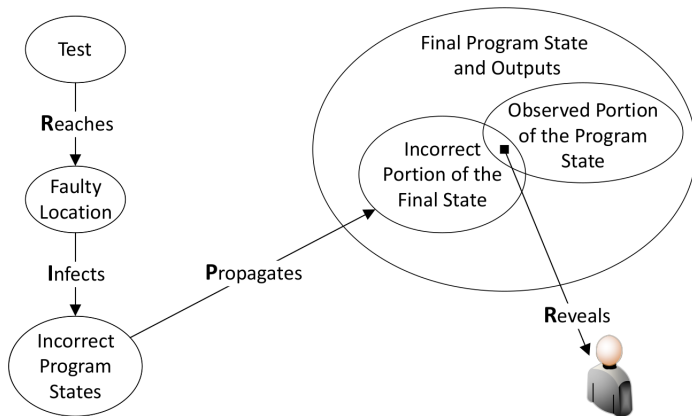 Test
Reaches
Faulty
Location
Infects
Incorrect
Program
States
Propagates
Final Program State
and Outputs
Incorrect
Portion of the
Final State
Observed Portion
of the Program
State
Reveals